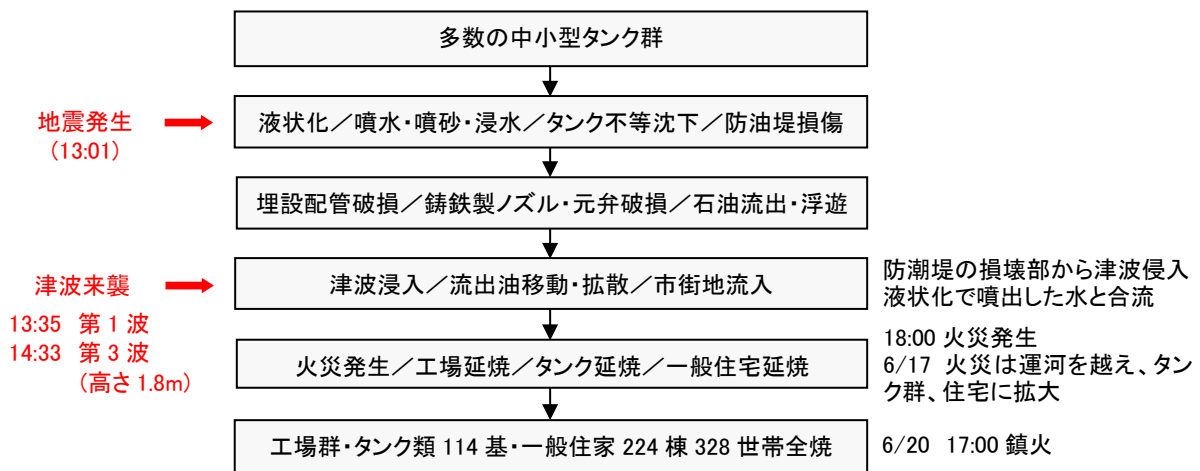 多数の中小型タンク群
地震発生
(13:01)
液状化／噴水・噴砂・浸水／タンク不等沈下／防油堤損傷
埋設配管破損／鋳鉄製ノズル・元弁破損／石油流出・浮遊
津波来襲
13:35 第1波
14:33 第3波
(高さ1.8m)
津波浸入／流出油移動・拡散／市街地流入
防潮堤の損壊部から津波侵入
液状化で噴出した水と合流
火災発生／工場延焼／タンク延焼／一般住宅延焼
18:00 火災発生
6/17 火災は運河を越え、タン
ク群、住宅に拡大
工場群・タンク類114基・一般住家224棟328世帯全焼
6/20 17:00 鎮火